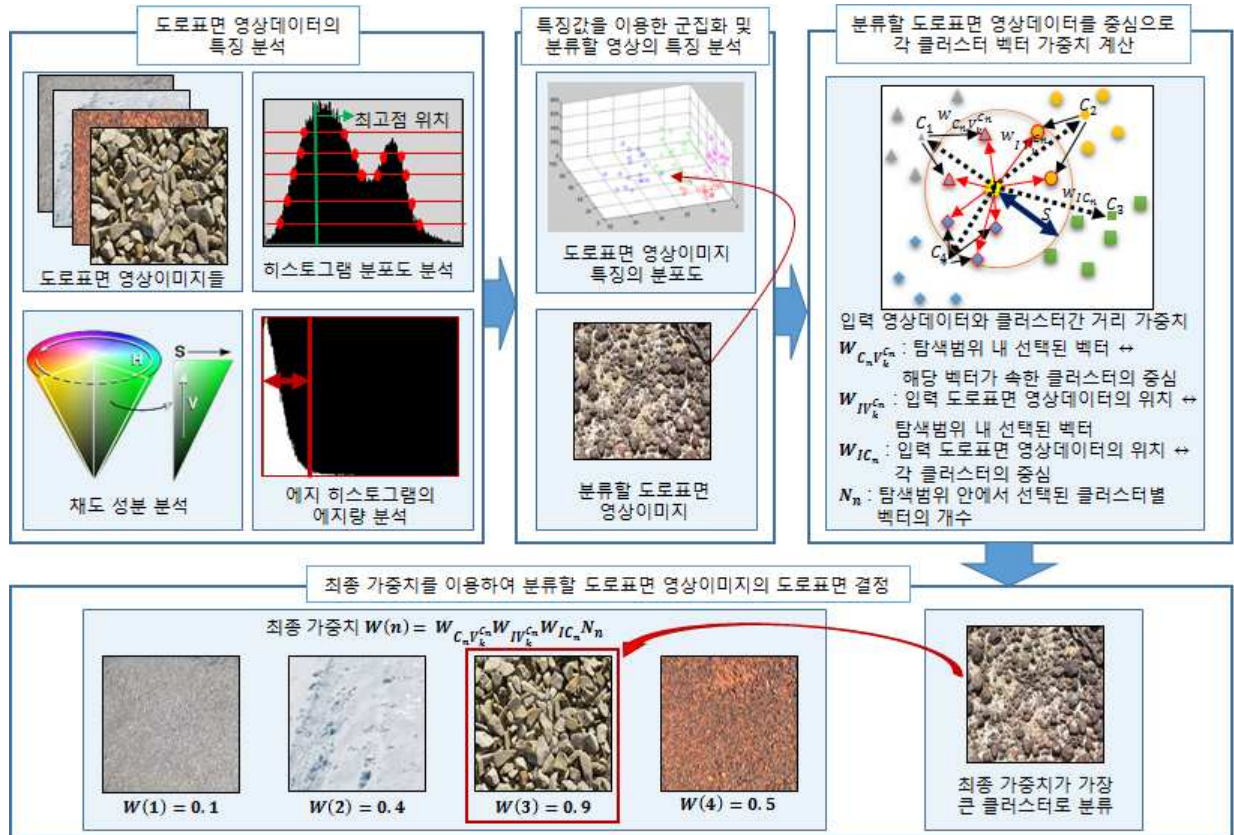 도로표면 영상데이터의
특징 분석
최고점 위치
도로표면 영상이미지들
히스토그램 분포도 분석
H
S
V
채도 성분 분석
에지 히스토그램의
에지량 분석
특징값을 이용한 군집화 및
분류할 영상의 특징 분석
도로표면 영상이미지
특징의 분포도
분류할 도로표면
영상이미지
분류할 도로표면 영상데이터를 중심으로
각 클러스터 벡터 가중치 계산
C₁
C₂
W_{IC_n}
C₃
S
C₄
입력 영상데이터와 클러스터간 거리 가중치
W_{C_nV_k^{C_n}} : 탐색범위 내 선택된 벡터 ↔
해당 벡터가 속한 클러스터의 중심
W_{IV_k^{C_n}} : 입력 도로표면 영상데이터의 위치 ↔
탐색범위 내 선택된 벡터
W_{IC_n} : 입력 도로표면 영상데이터의 위치 ↔
각 클러스터의 중심
N_n : 탐색범위 안에서 선택된 클러스터별
벡터의 개수
최종 가중치를 이용하여 분류할 도로표면 영상이미지의 도로표면 결정
최종 가중치 W(n) = W_{C_nV_k^{C_n}}W_{IV_k^{C_n}}W_{IC_n}N_n
W(1) = 0.1
W(2) = 0.4
W(3) = 0.9
W(4) = 0.5
최종 가중치가 가장
큰 클러스터로 분류